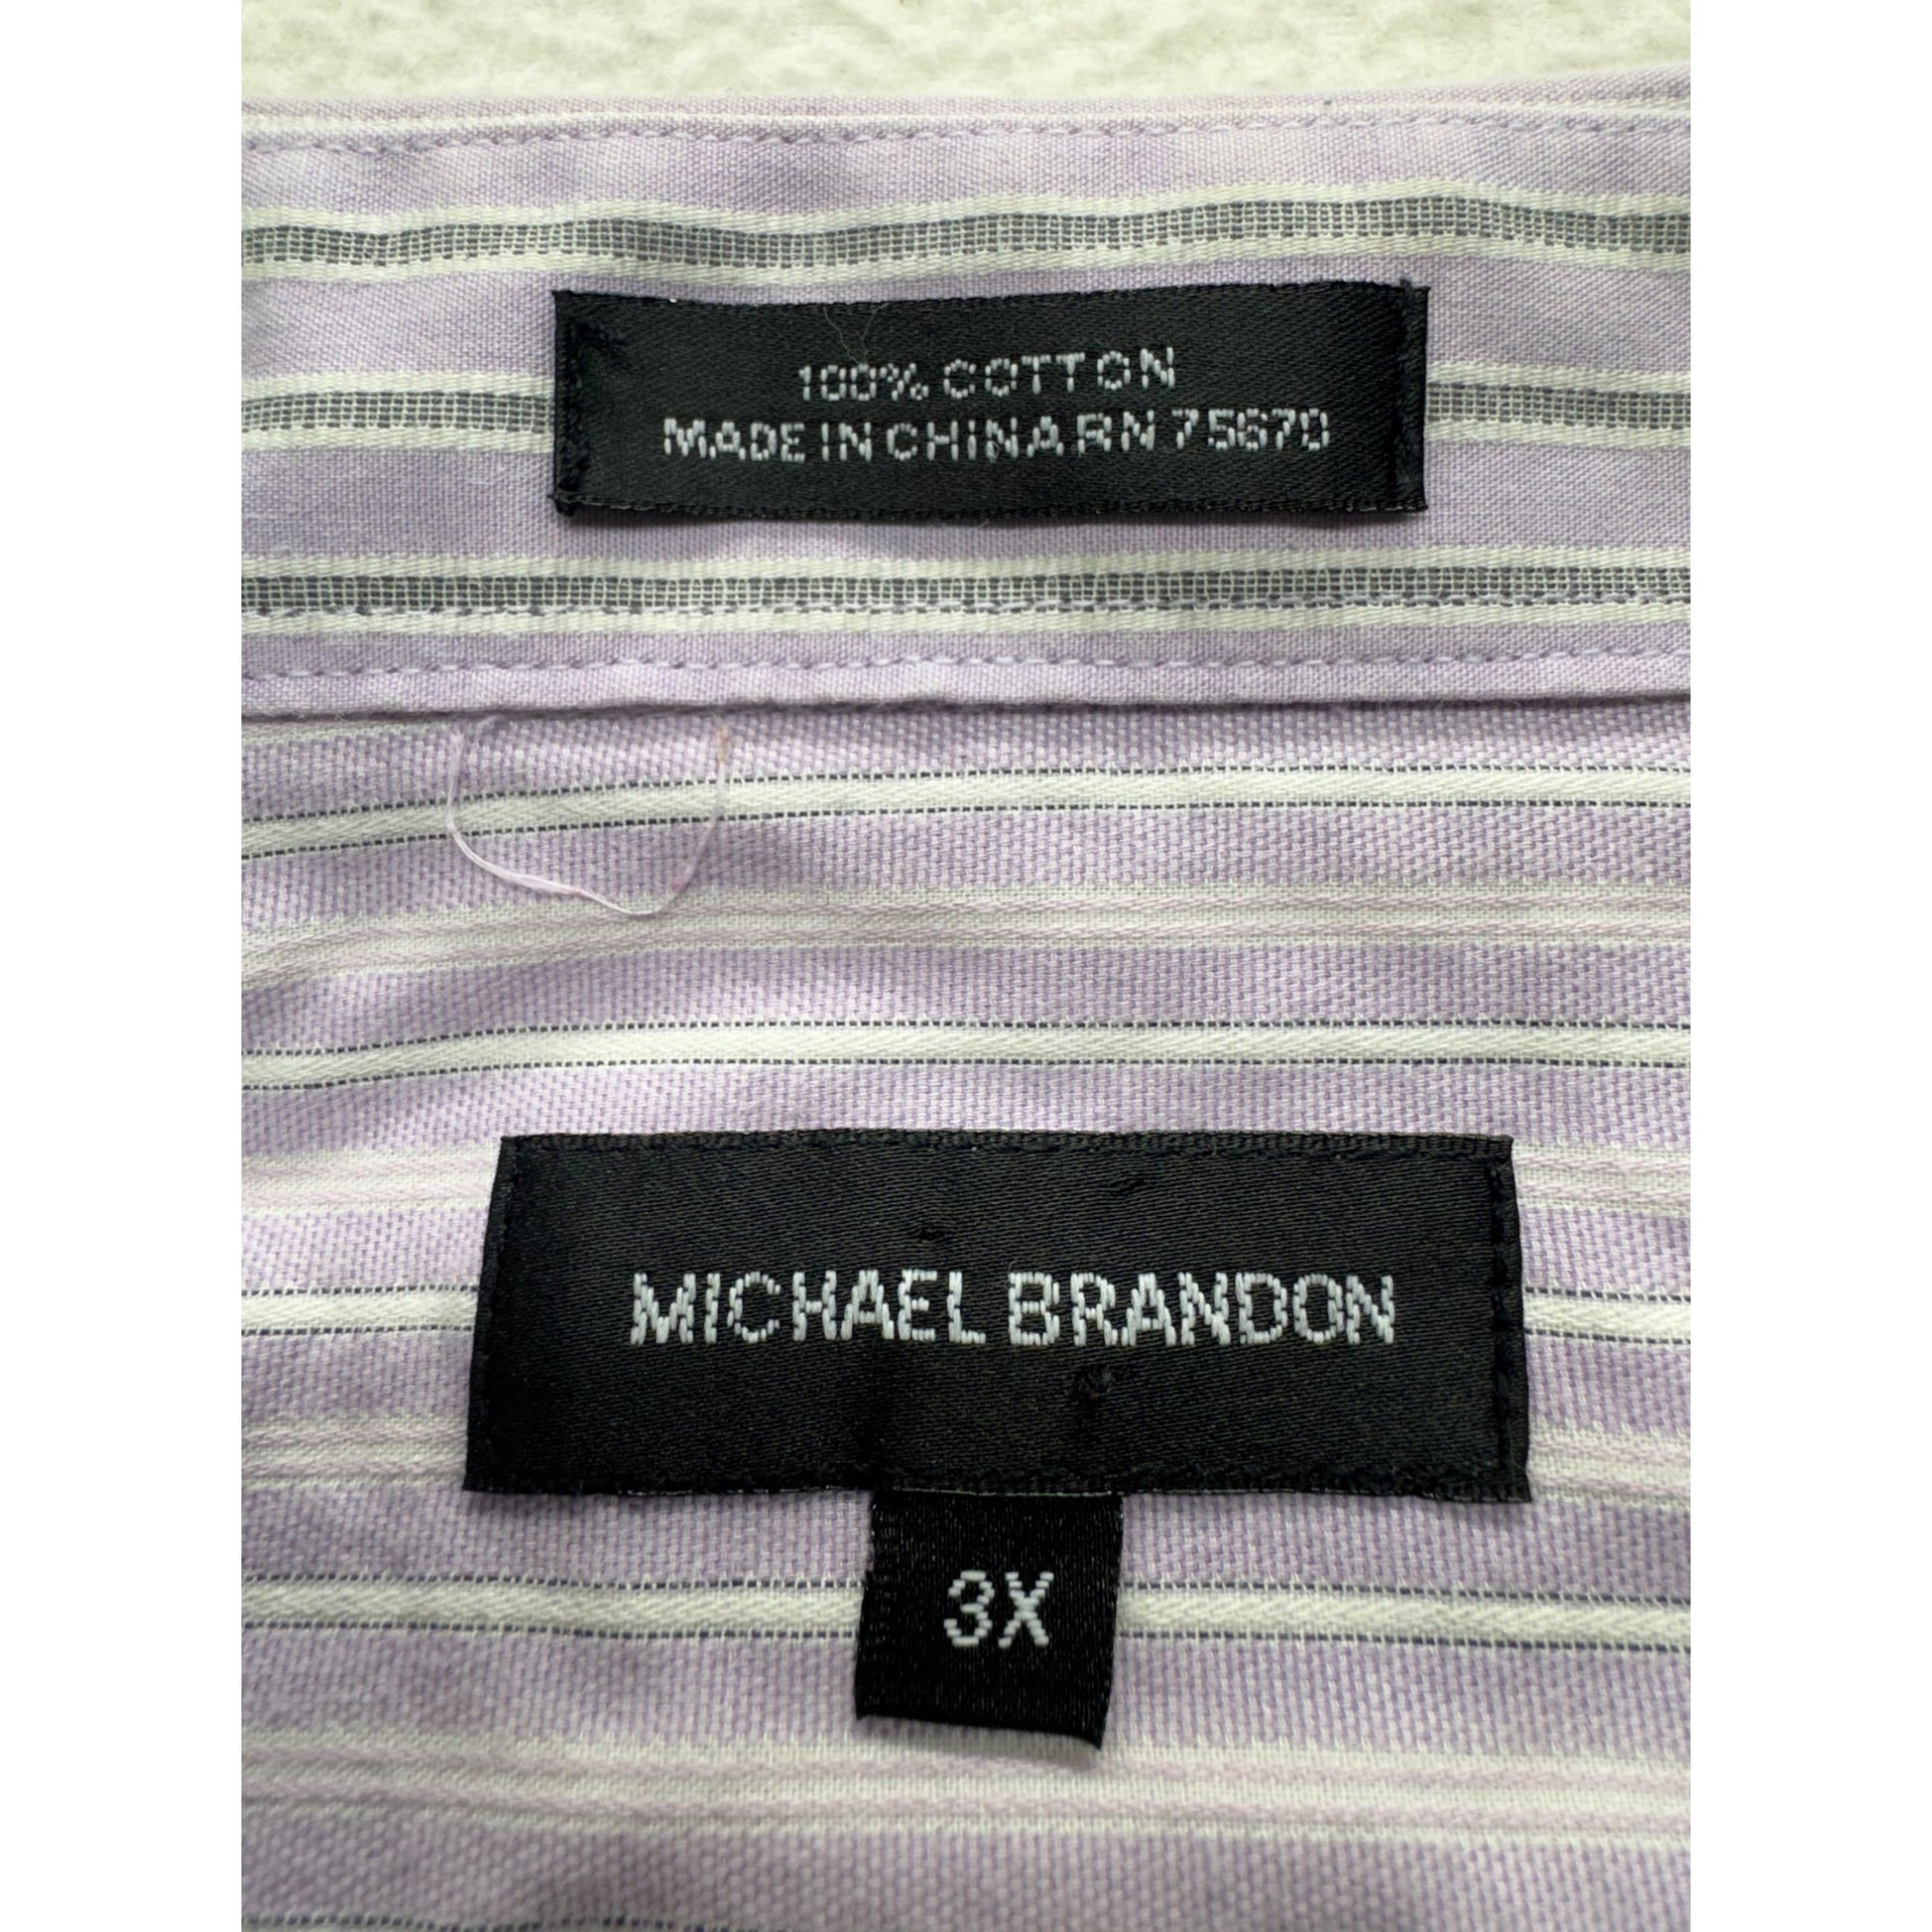 100% COTTON
MADE IN CHINA RN 75670
MICHAEL BRANDON
3X